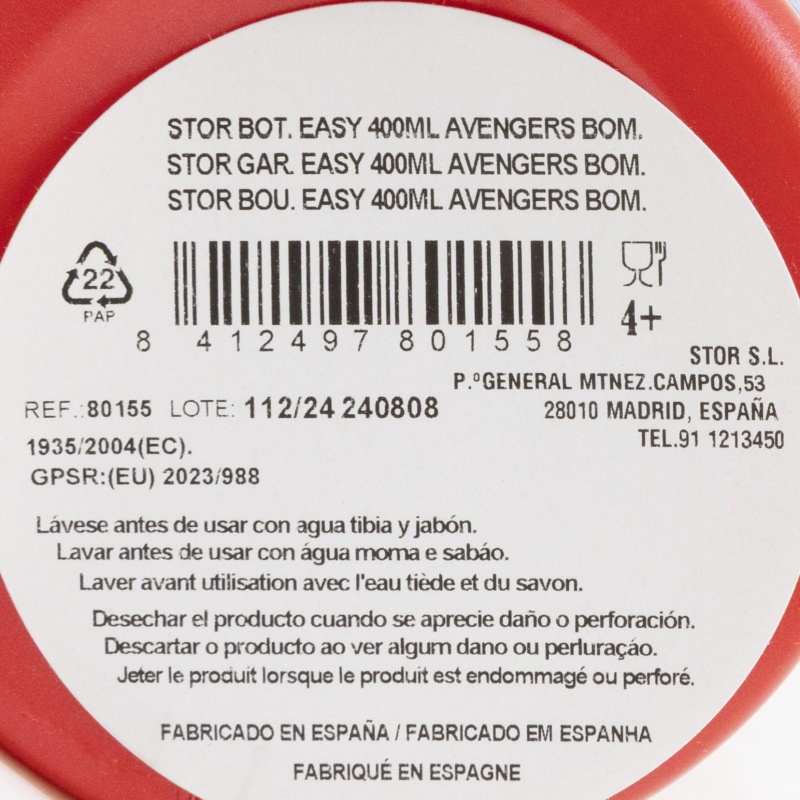 STOR BOT. EASY 400ML AVENGERS BOM.
STOR GAR. EASY 400ML AVENGERS BOM.
STOR BOU. EASY 400ML AVENGERS BOM.
22
PAP
8 412497 801558
4+
STOR S.L.
P.ºGENERAL MTNEZ.CAMPOS,53
28010 MADRID, ESPAÑA
TEL.91 1213450
REF.:80155 LOTE: 112/24 240808
1935/2004(EC).
GPSR:(EU) 2023/988
Lávese antes de usar con agua tibia y jabón.
Lavar antes de usar con água moma e sabáo.
Laver avant utilisation avec l'eau tiède et du savon.
Desechar el producto cuando se aprecie daño o perforación.
Descartar o producto ao ver algum dano ou perluraçáo.
Jeter le produit lorsque le produit est endommagé ou perforé.
FABRICADO EN ESPAÑA / FABRICADO EM ESPANHA
FABRIQUÉ EN ESPAGNE